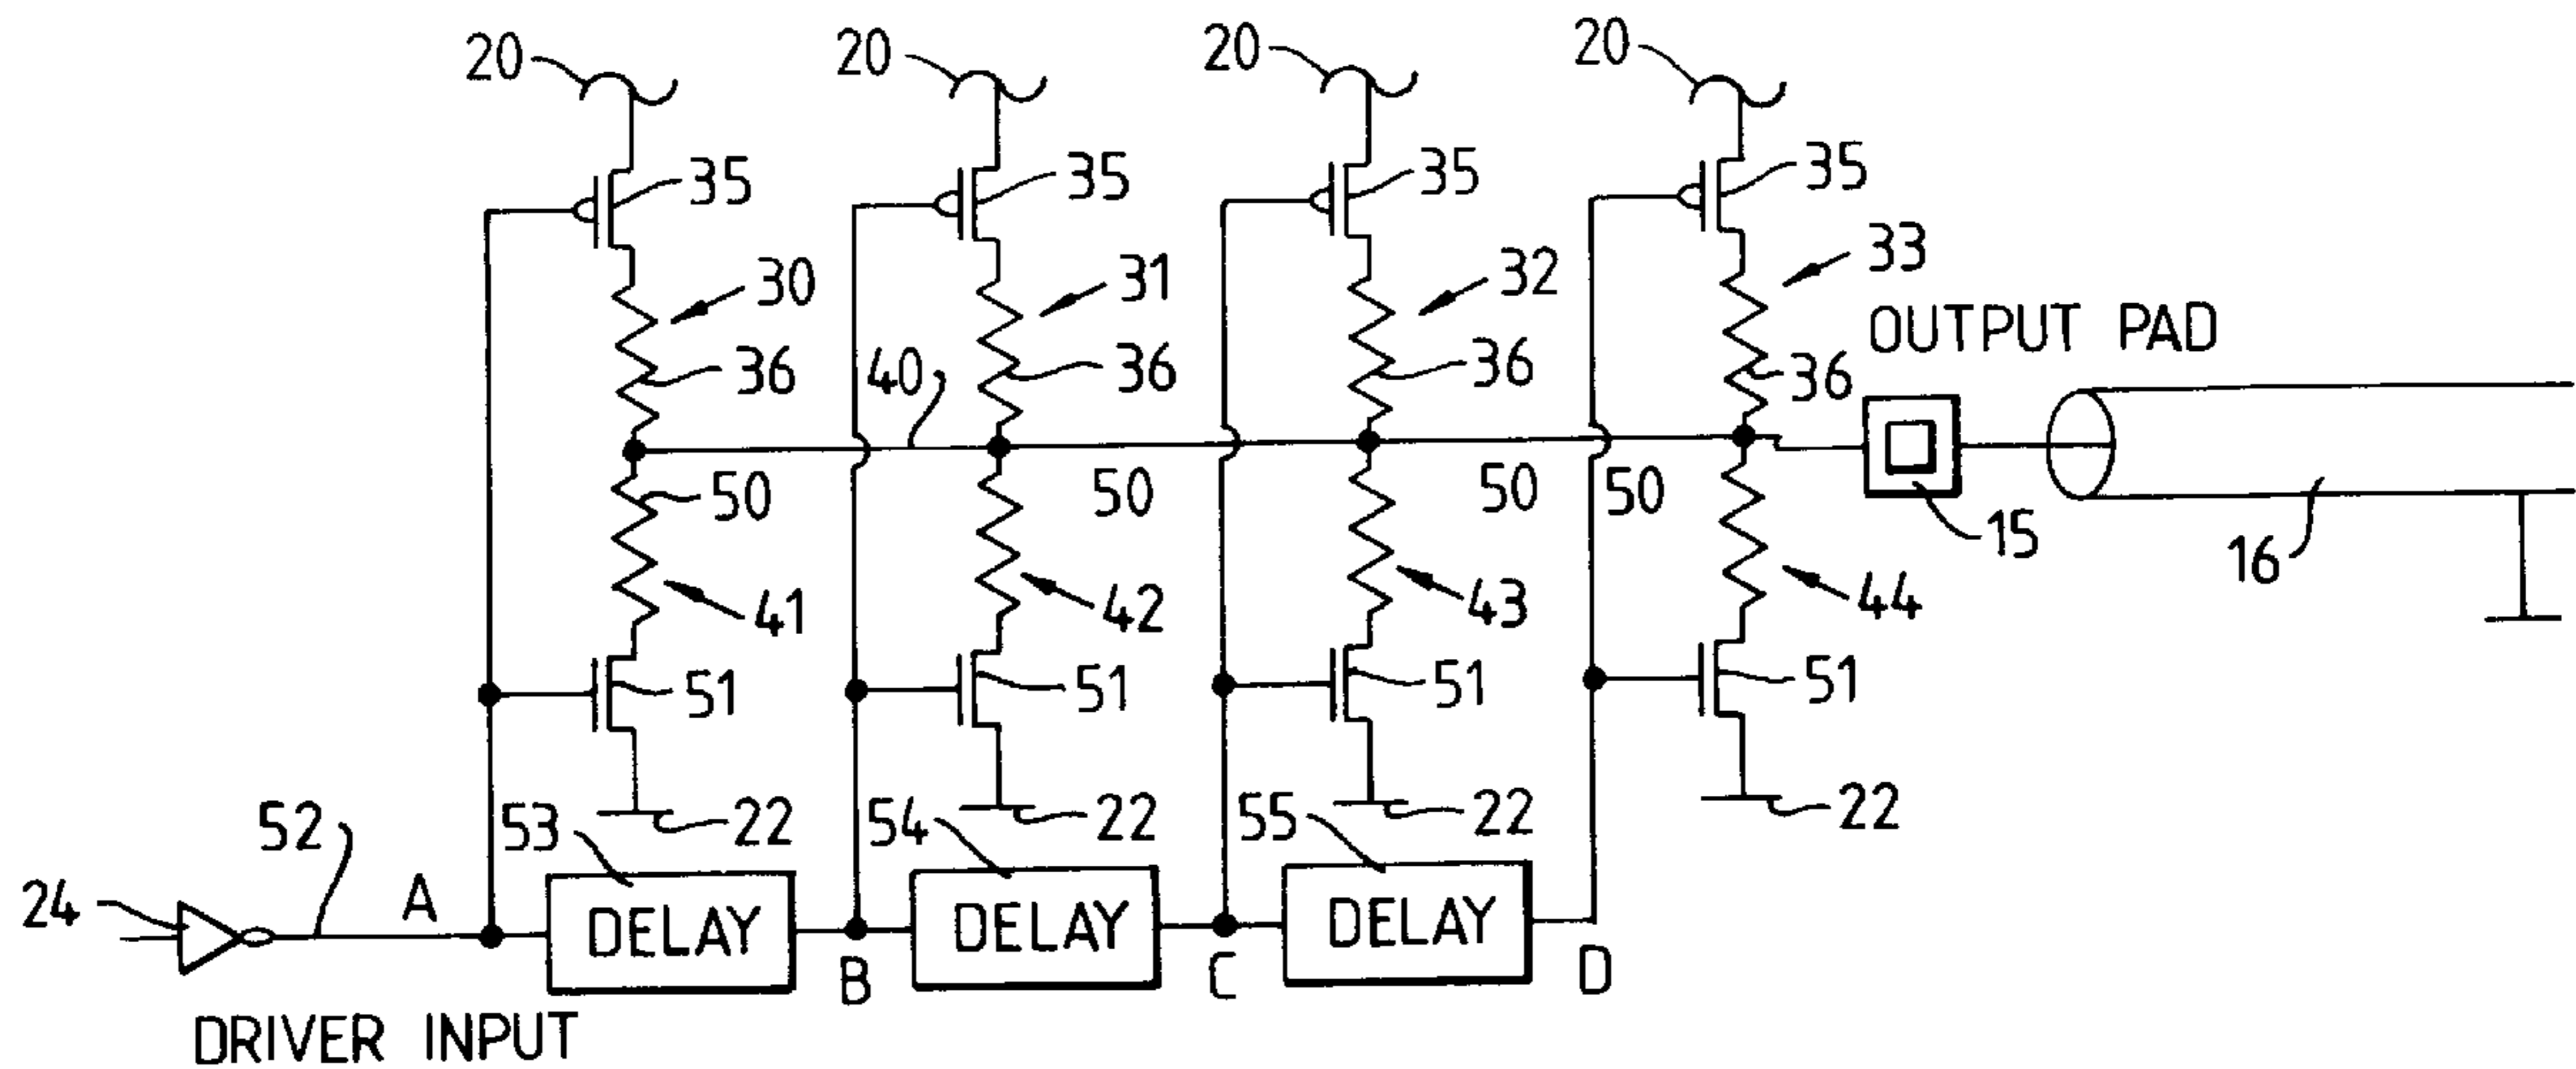 20 20 20 20
35 35 35 35
30 31 32 33
OUTPUT PAD
36 40 36 36 36
50 50 50 50
15 16
41 42 43 44
51 51 51 51
22 22 22 22
52 53 54 55
24 A
DELAY DELAY DELAY
B C D
DRIVER INPUT